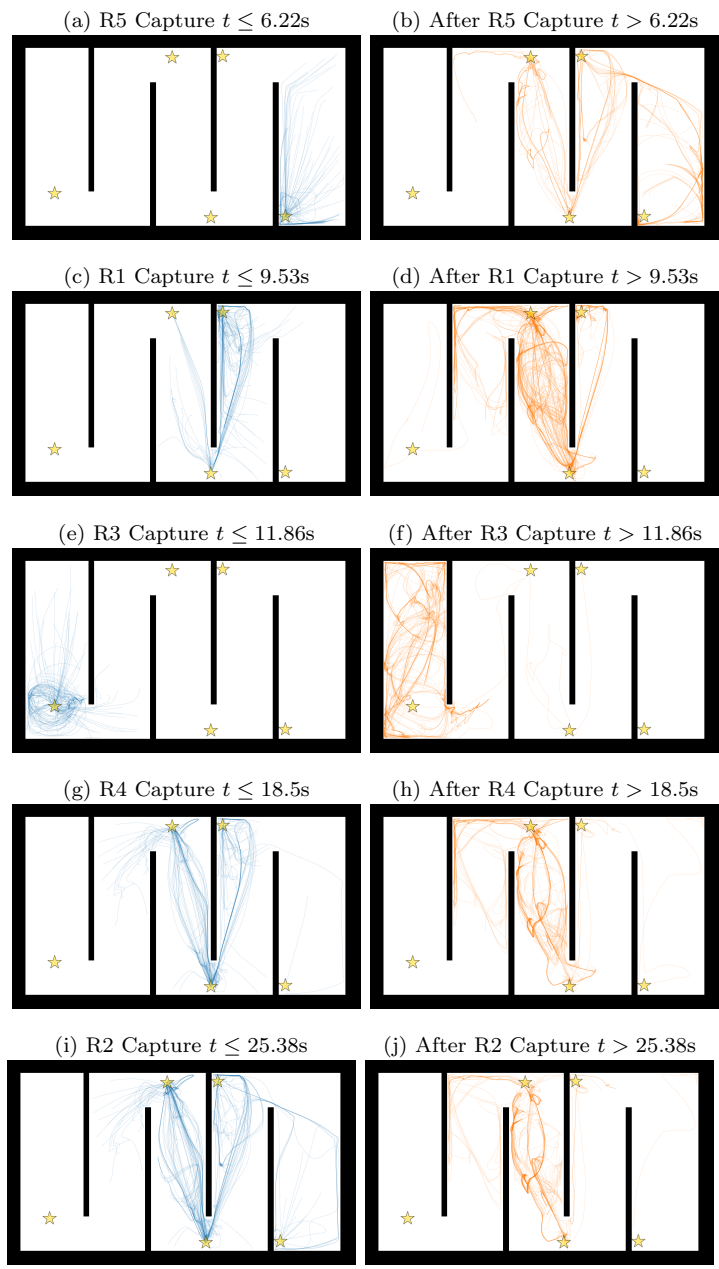 (a) R5 Capture t ≤ 6.22s
(b) After R5 Capture t > 6.22s
(c) R1 Capture t ≤ 9.53s
(d) After R1 Capture t > 9.53s
(e) R3 Capture t ≤ 11.86s
(f) After R3 Capture t > 11.86s
(g) R4 Capture t ≤ 18.5s
(h) After R4 Capture t > 18.5s
(i) R2 Capture t ≤ 25.38s
(j) After R2 Capture t > 25.38s